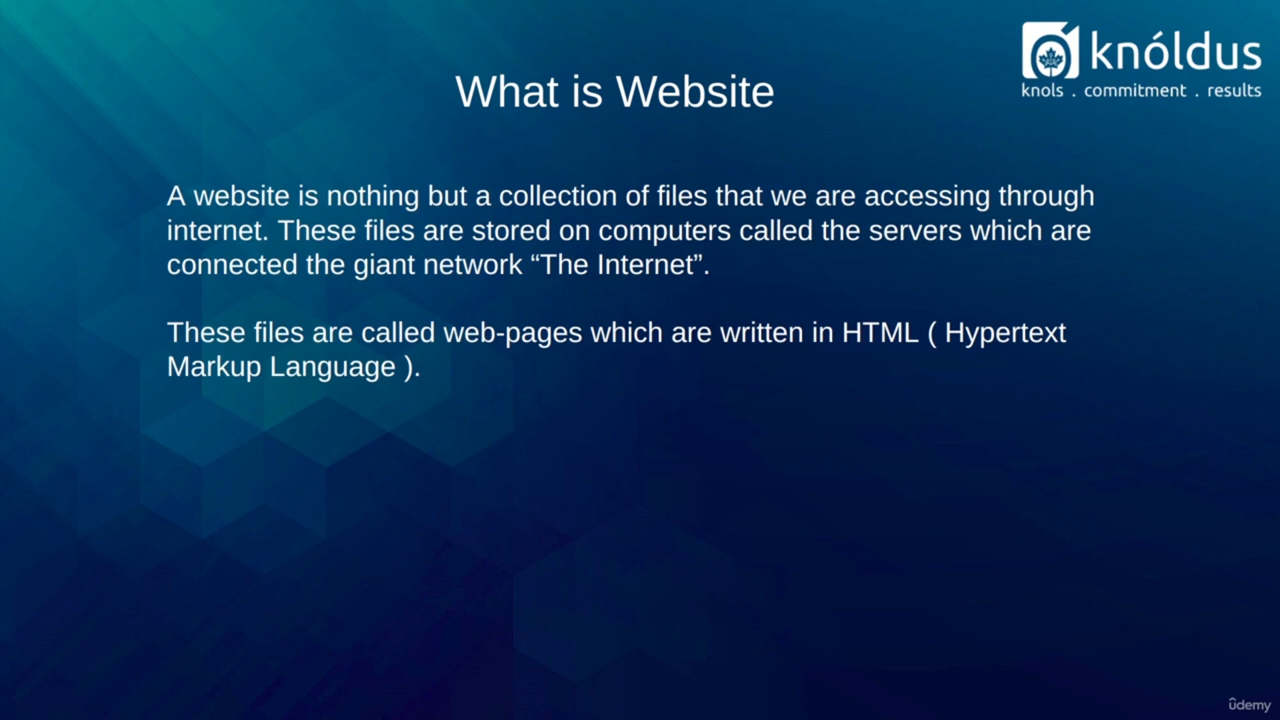 knóldus
knols . commitment . results
What is Website
A website is nothing but a collection of files that we are accessing through
internet. These files are stored on computers called the servers which are
connected the giant network “The Internet”.
These files are called web-pages which are written in HTML ( Hypertext
Markup Language ).
ûdemy